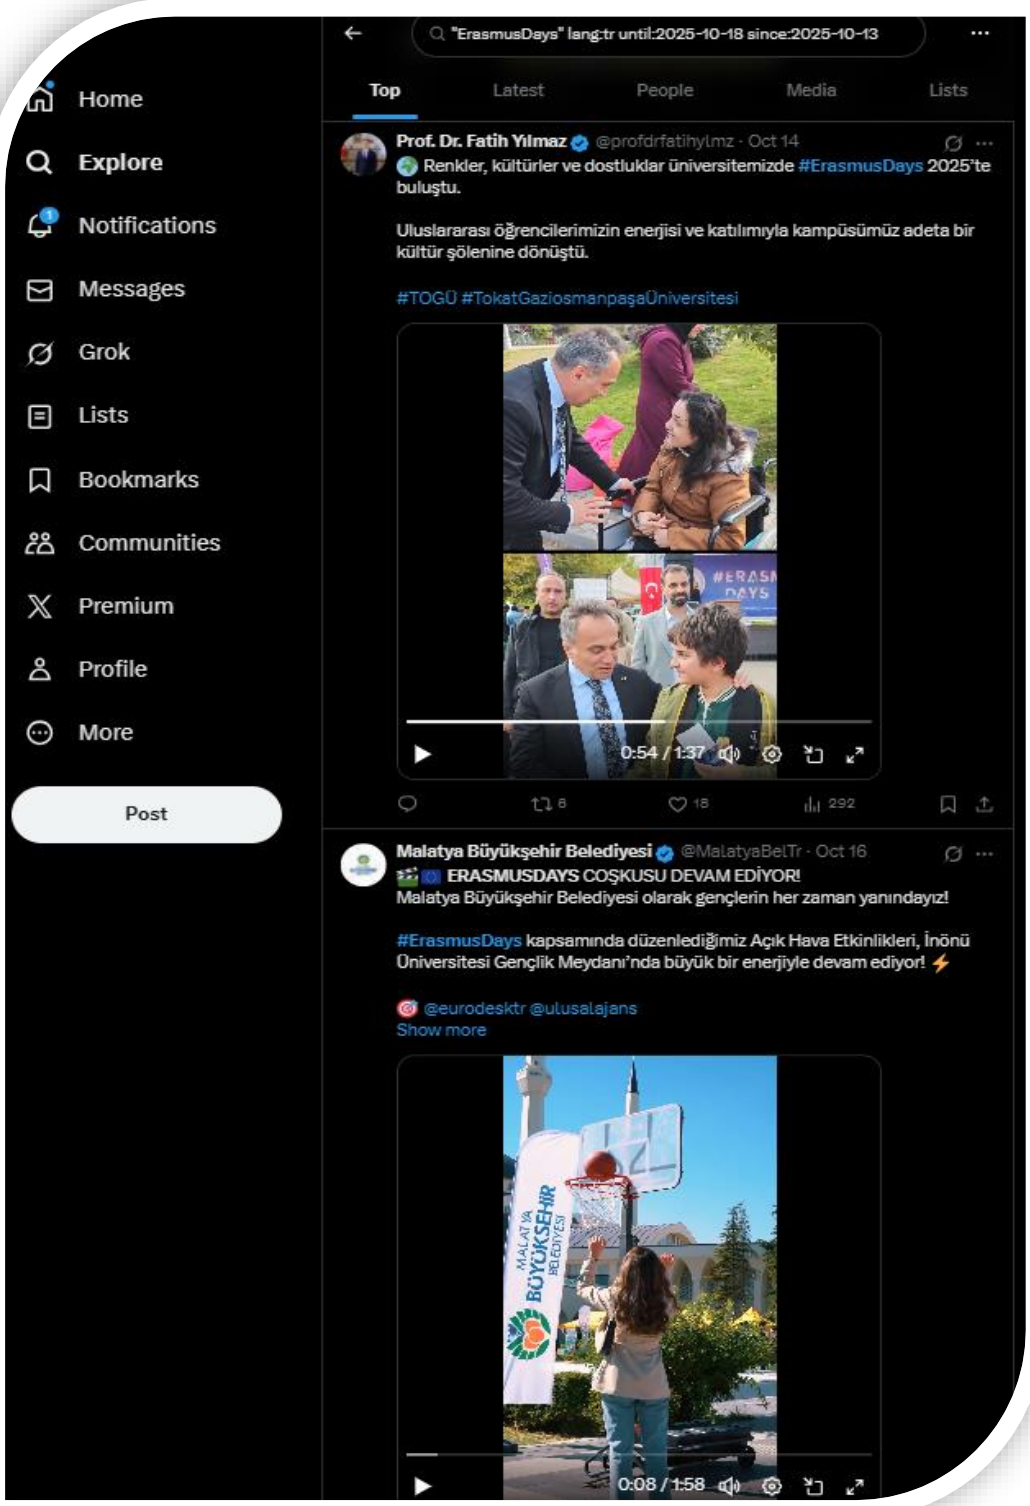 "ErasmusDays" lang:tr until:2025-10-18 since:2025-10-13
Top Latest People Media Lists
Home
Explore
1
Notifications
Messages
Grok
Lists
Bookmarks
Communities
Premium
Profile
More
Post
Prof. Dr. Fatih Yılmaz @profdrfatihylmz · Oct 14
Renkler, kültürler ve dostluklar üniversitemizde #ErasmusDays 2025'te
buluştu.
Uluslararası öğrencilerimizin enerjisi ve katılımıyla kampüsümüz adeta bir
kültür şölenine dönüştü.
#TOGÜ #TokatGaziosmanpaşaÜniversitesi
#ERASM
DAYS
0:54 / 1:37
6 18 292
Malatya Büyükşehir Belediyesi @MalatyaBelTr · Oct 16
ERASMUSDAYS COŞKUSU DEVAM EDİYOR!
Malatya Büyükşehir Belediyesi olarak gençlerin her zaman yanındayız!
#ErasmusDays kapsamında düzenlediğimiz Açık Hava Etkinlikleri, İnönü
Üniversitesi Gençlik Meydanı'nda büyük bir enerjiyle devam ediyor!
@eurodesktr @ulusalajans
Show more
MALATYA
BÜYÜKŞEHİR
BELEDİYESİ
0:08 / 1:58